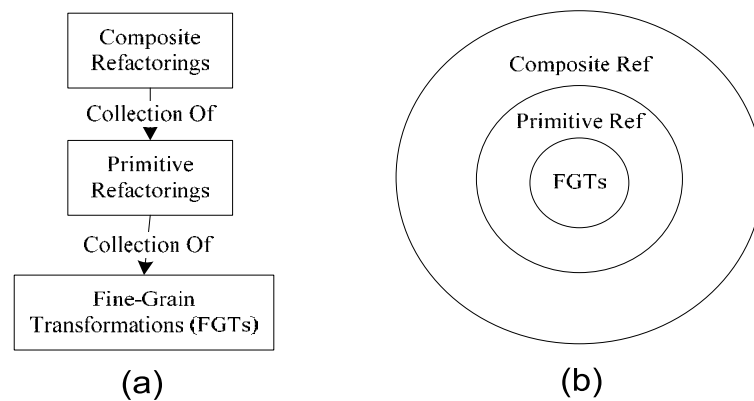 Composite
Refactorings
Collection Of
Primitive
Refactorings
Collection Of
Fine-Grain
Transformations (FGTs)
(a)
Composite Ref
Primitive Ref
FGTs
(b)